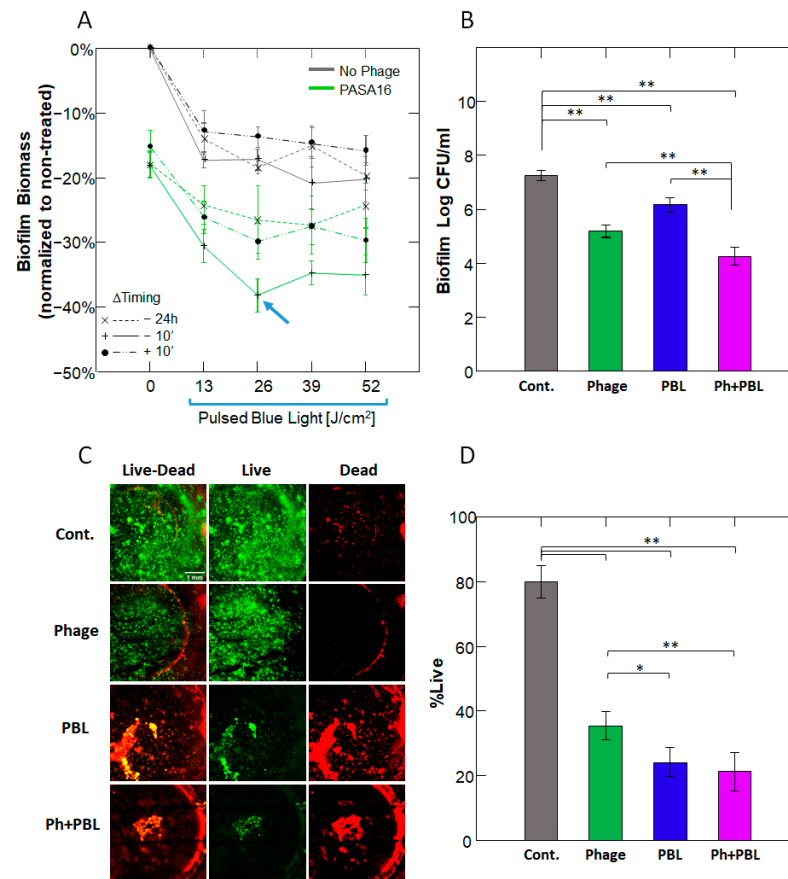 A
0%
−10%
−20%
−30%
−40%
−50%
Biofilm Biomass
(normalized to non-treated)
No Phage
PASA16
ΔTiming
− 24h
− 10'
+ 10'
0 13 26 39 52
Pulsed Blue Light [J/cm²]
B
10
8
6
4
2
0
Biofilm Log CFU/ml
**
**
**
**
**
Cont. Phage PBL Ph+PBL
C
Live-Dead Live Dead
Cont.
1 mm
Phage
PBL
Ph+PBL
D
100
80
60
40
20
0
%Live
**
**
*
Cont. Phage PBL Ph+PBL